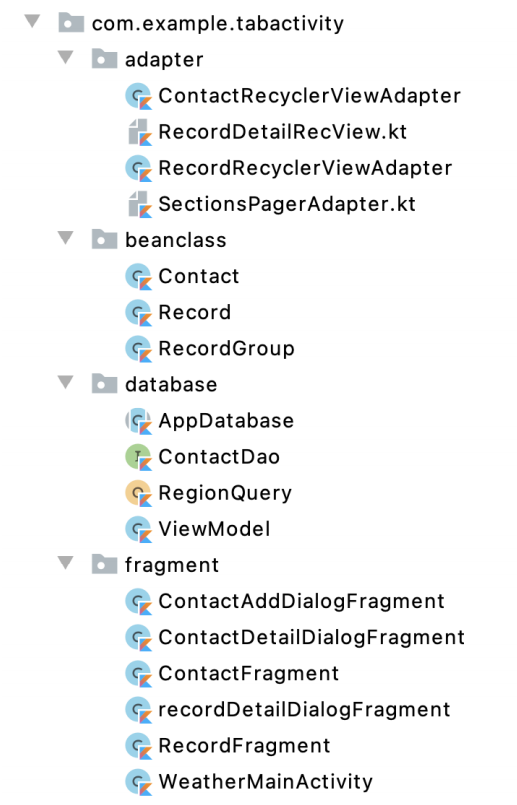 com.example.tabactivity
adapter
ContactRecyclerViewAdapter
RecordDetailRecView.kt
RecordRecyclerViewAdapter
SectionsPagerAdapter.kt
beanclass
Contact
Record
RecordGroup
database
AppDatabase
ContactDao
RegionQuery
ViewModel
fragment
ContactAddDialogFragment
ContactDetailDialogFragment
ContactFragment
recordDetailDialogFragment
RecordFragment
WeatherMainActivity